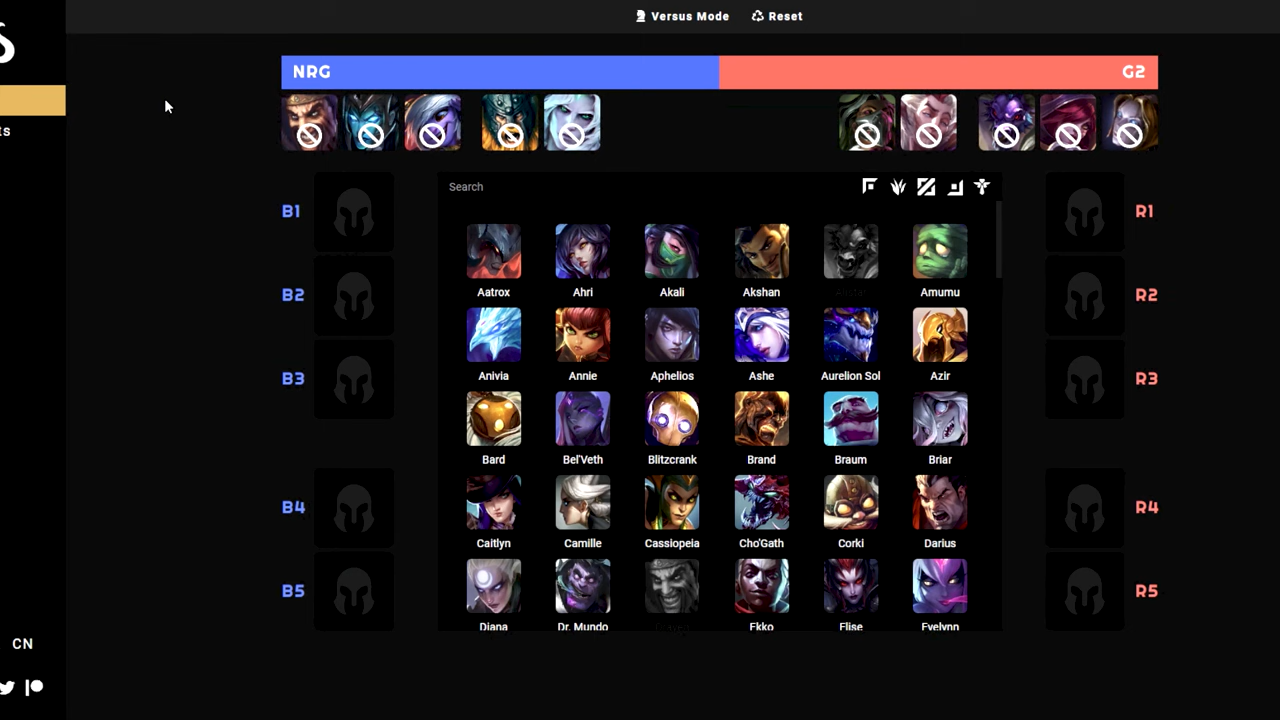 Versus Mode Reset
NRG G2
TS
Search
B1 R1
Aatrox Ahri Akali Akshan Amumu
B2 R2
Anivia Annie Aphelios Ashe Aurelion Sol Azir
B3 R3
Bard Bel'Veth Blitzcrank Brand Braum Briar
B4 R4
Caitlyn Camille Cassiopeia Cho'Gath Corki Darius
B5 R5
Diana Dr. Mundo Ekko Elise Evelynn
CN